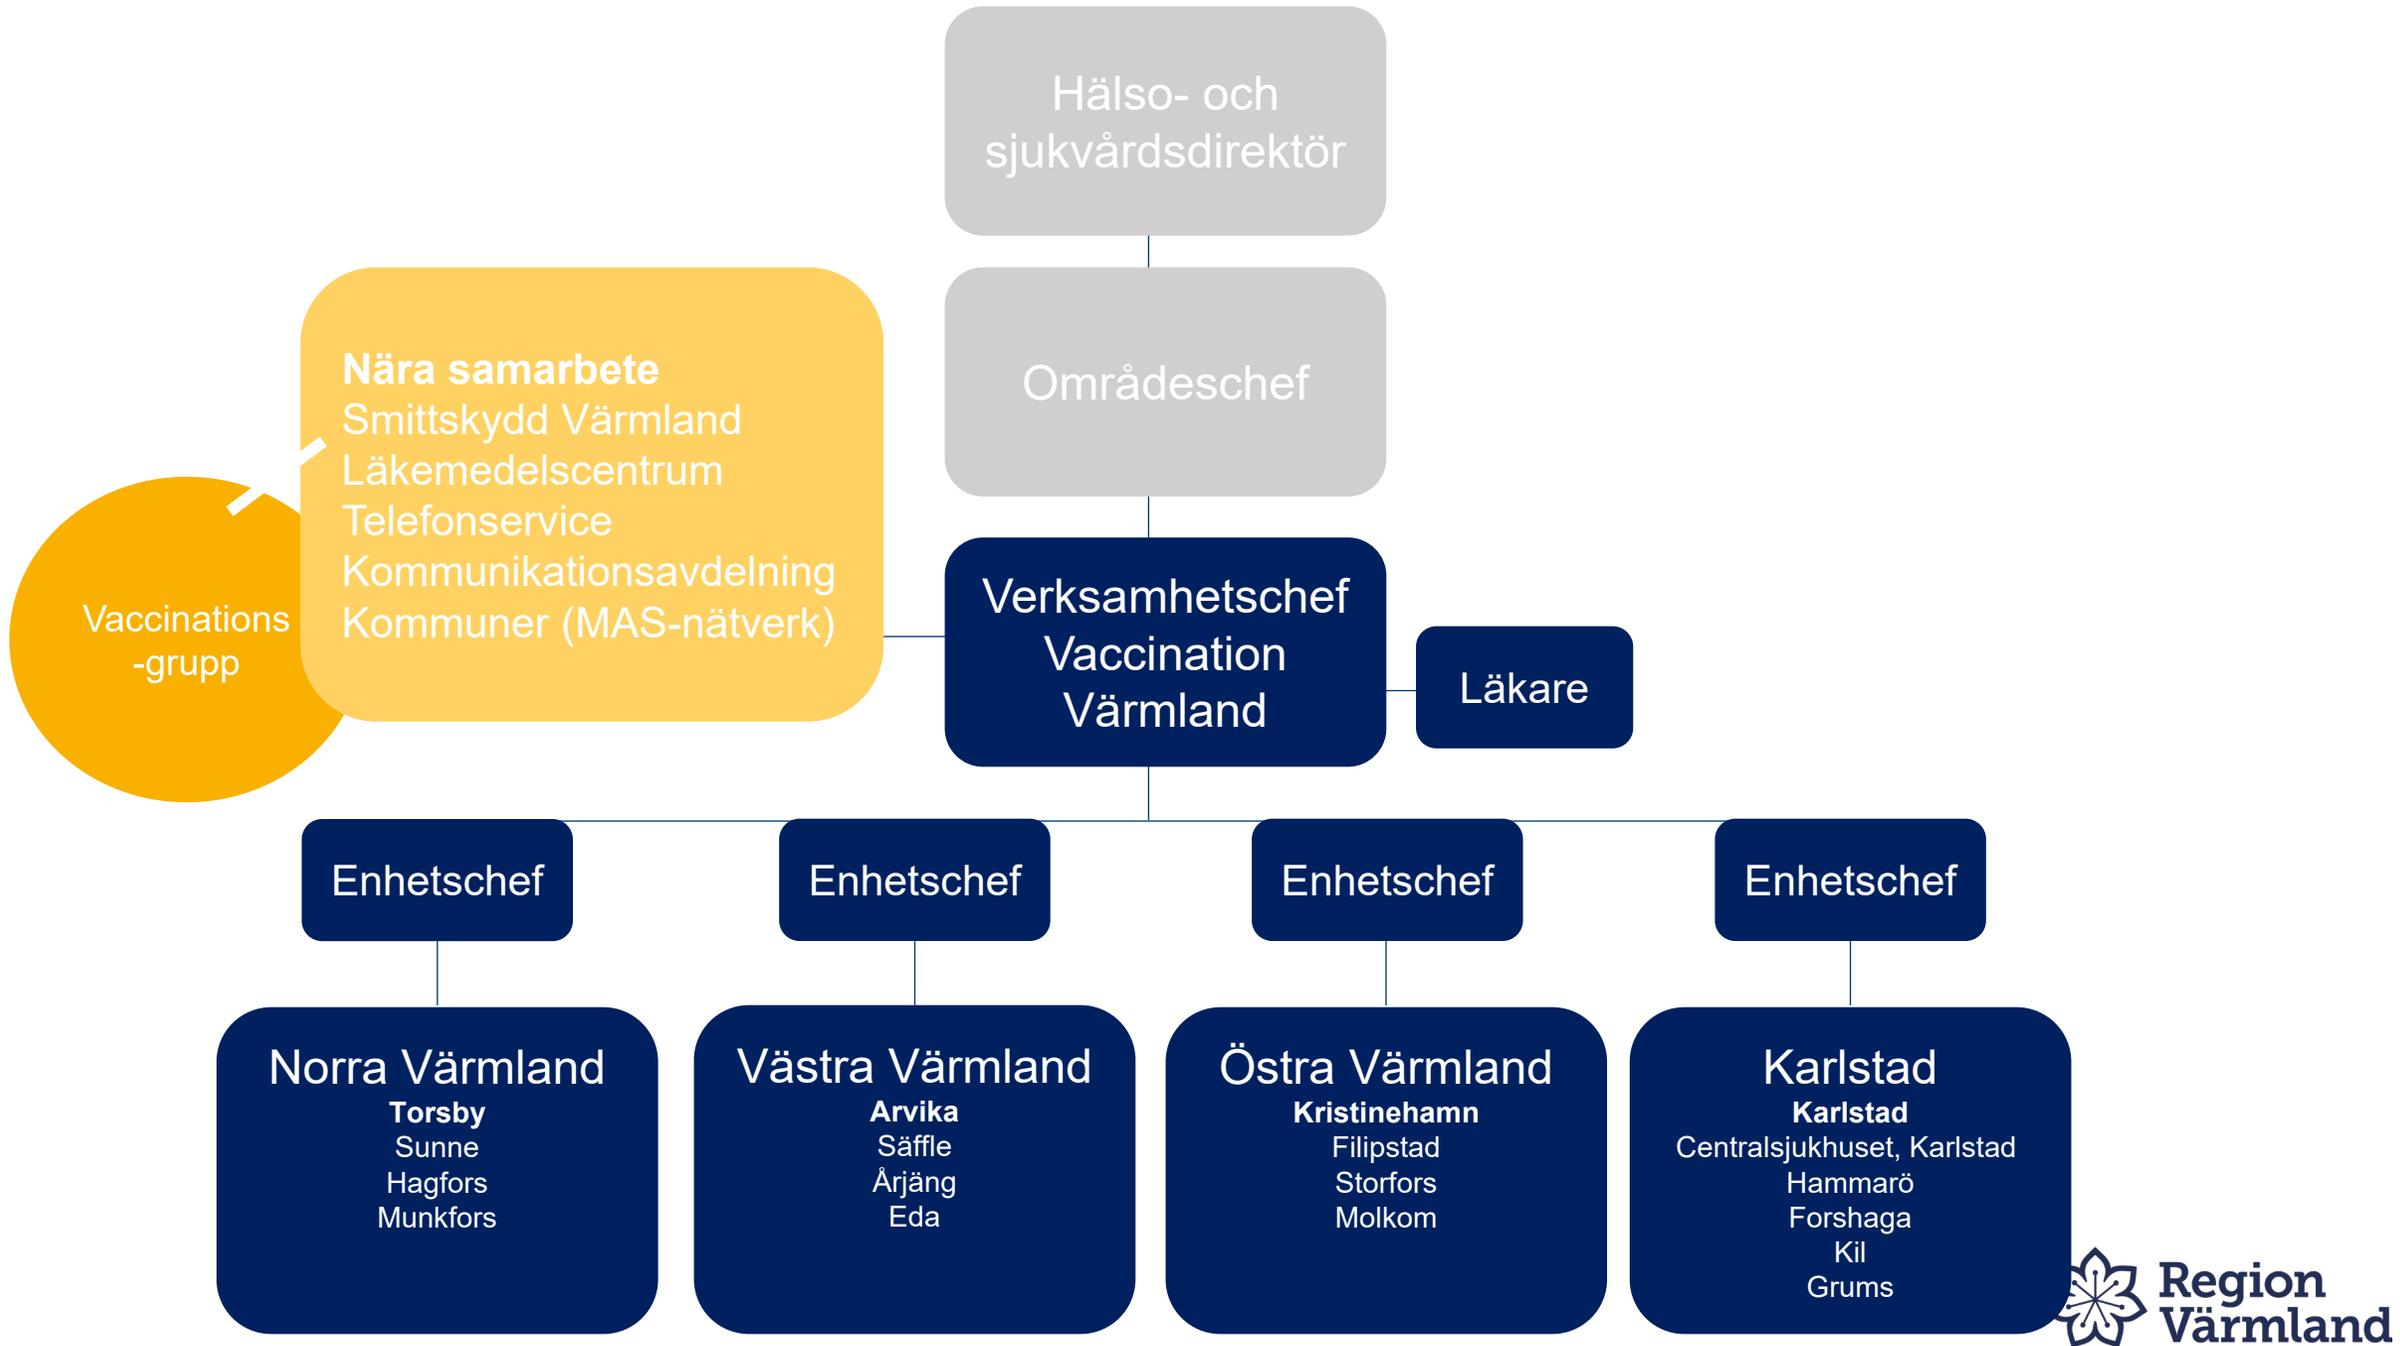 Hälso- och
sjukvårdsdirektör
Områdeschef
Nära samarbete
Smittskydd Värmland
Läkemedelscentrum
Telefonservice
Kommunikationsavdelning
Kommuner (MAS-nätverk)
Vaccinations
-grupp
Verksamhetschef
Vaccination
Värmland
Läkare
Enhetschef
Enhetschef
Enhetschef
Enhetschef
Norra Värmland
Torsby
Sunne
Hagfors
Munkfors
Västra Värmland
Arvika
Säffle
Årjäng
Eda
Östra Värmland
Kristinehamn
Filipstad
Storfors
Molkom
Karlstad
Karlstad
Centralsjukhuset, Karlstad
Hammarö
Forshaga
Kil
Grums
Region
Värmland